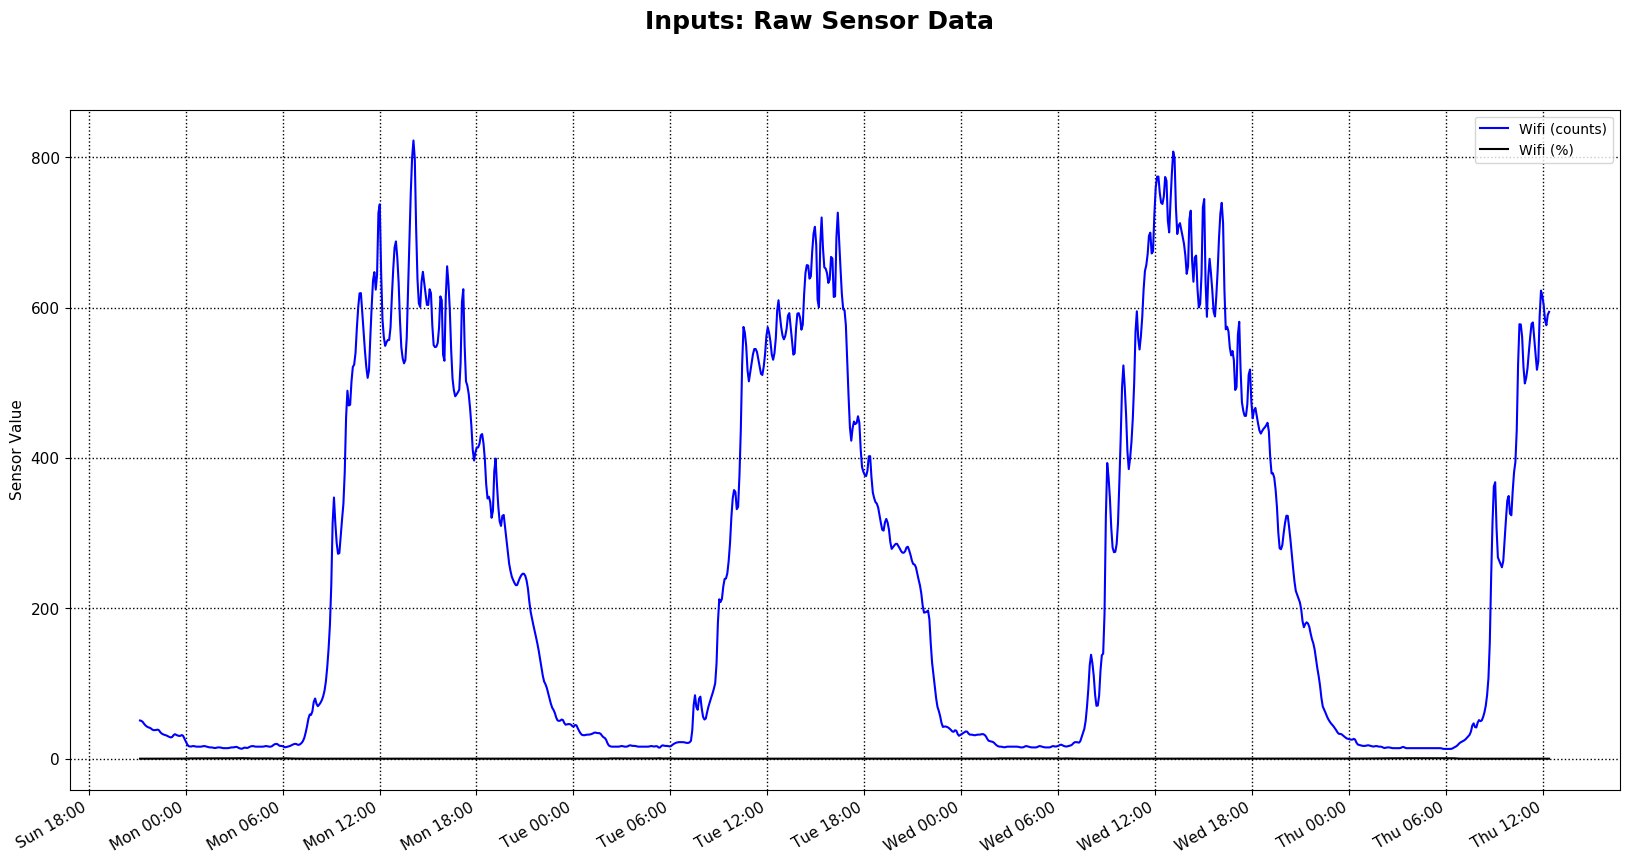 Inputs: Raw Sensor Data
Wifi (counts)
Wifi (%)
Sensor Value
800
600
400
200
0
Sun 18:00
Mon 00:00
Mon 06:00
Mon 12:00
Mon 18:00
Tue 00:00
Tue 06:00
Tue 12:00
Tue 18:00
Wed 00:00
Wed 06:00
Wed 12:00
Wed 18:00
Thu 00:00
Thu 06:00
Thu 12:00